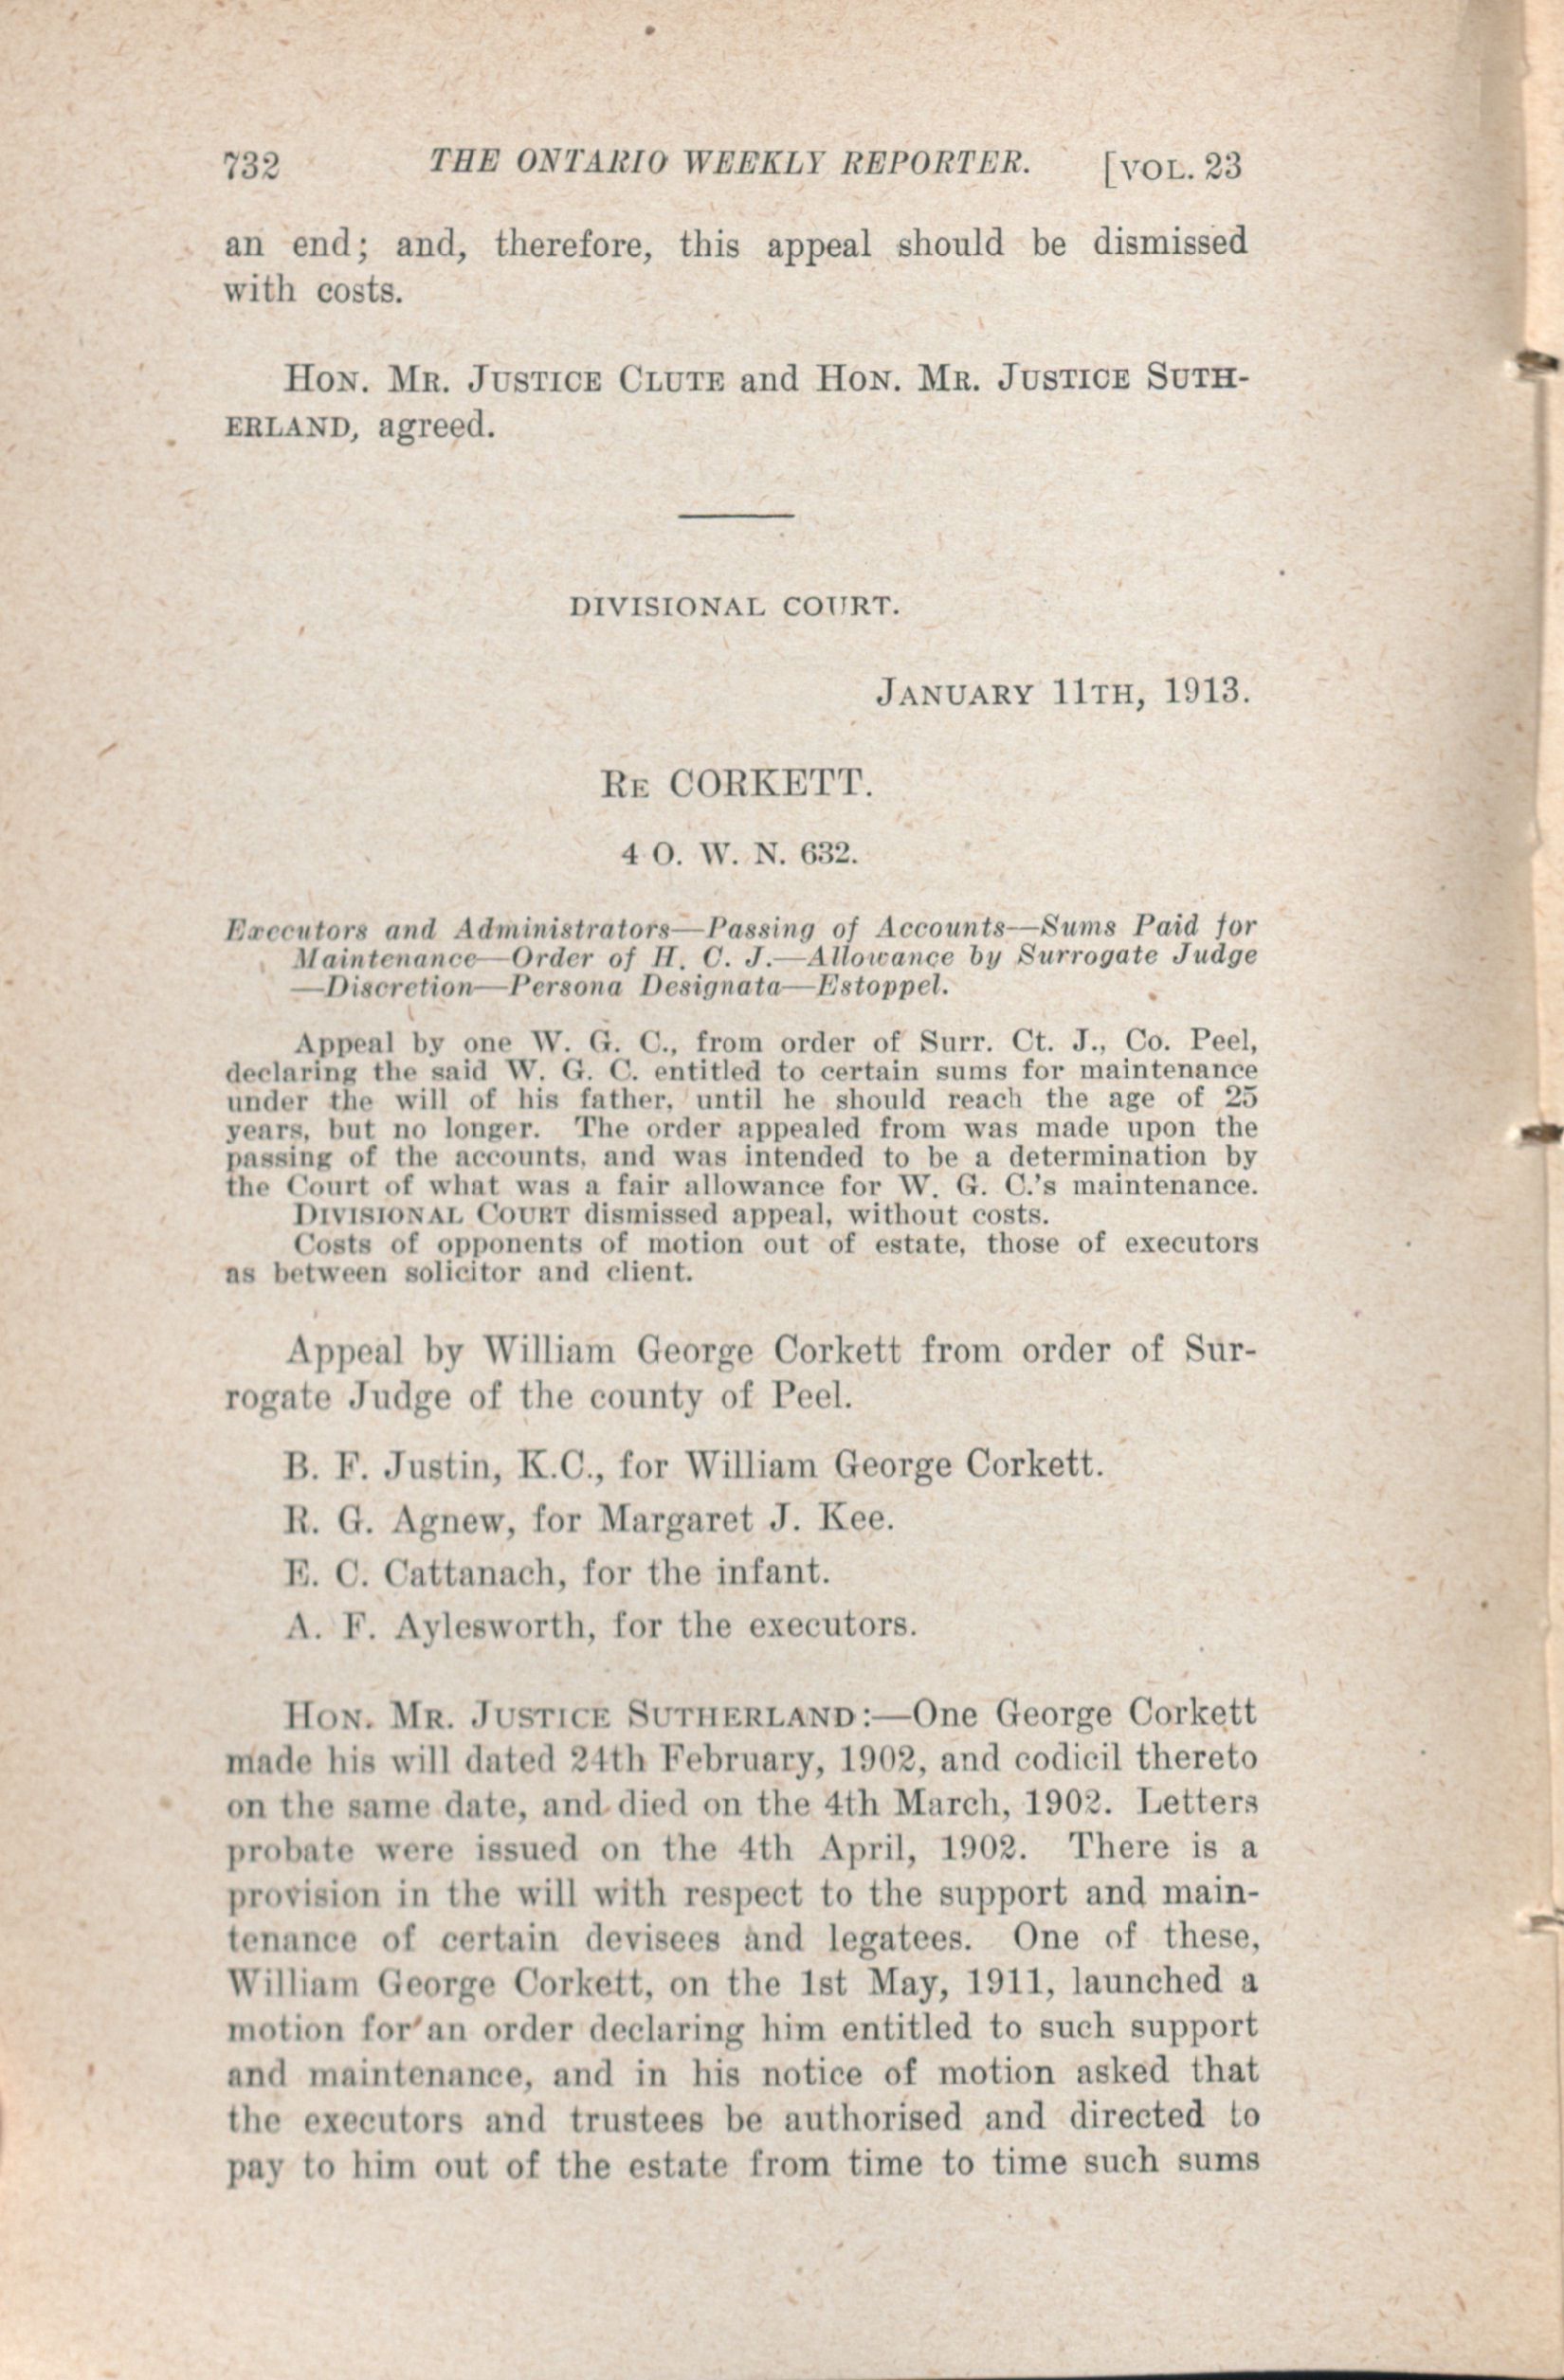 732 THE ONTARIO WEEKLY REPORTER. [VOL. 23
an end; and, therefore, this appeal should be dismissed
with costs.
Hon. Mr. Justice Clute and Hon. Mr. Justice Suth-
erland, agreed.
DIVISIONAL COURT.
January 11th, 1913.
Re CORKETT.
4 O. W. N. 632.
Executors and Administrators—Passing of Accounts—Sums Paid for
Maintenance—Order of H. C. J.—Allowance by Surrogate Judge
—Discretion—Persona Designata—Estoppel.
Appeal by one W. G. C., from order of Surr. Ct. J., Co. Peel,
declaring the said W. G. C. entitled to certain sums for maintenance
under the will of his father, until he should reach the age of 25
years, but no longer. The order appealed from was made upon the
passing of the accounts, and was intended to be a determination by
the Court of what was a fair allowance for W. G. C.'s maintenance.
Divisional Court dismissed appeal, without costs.
Costs of opponents of motion out of estate, those of executors
as between solicitor and client.
Appeal by William George Corkett from order of Sur-
rogate Judge of the county of Peel.
B. F. Justin, K.C., for William George Corkett.
R. G. Agnew, for Margaret J. Kee.
E. C. Cattanach, for the infant.
A. F. Aylesworth, for the executors.
Hon. Mr. Justice Sutherland:—One George Corkett
made his will dated 24th February, 1902, and codicil thereto
on the same date, and died on the 4th March, 1902. Letters
probate were issued on the 4th April, 1902. There is a
provision in the will with respect to the support and main-
tenance of certain devisees and legatees. One of these,
William George Corkett, on the 1st May, 1911, launched a
motion for an order declaring him entitled to such support
and maintenance, and in his notice of motion asked that
the executors and trustees be authorised and directed to
pay to him out of the estate from time to time such sums